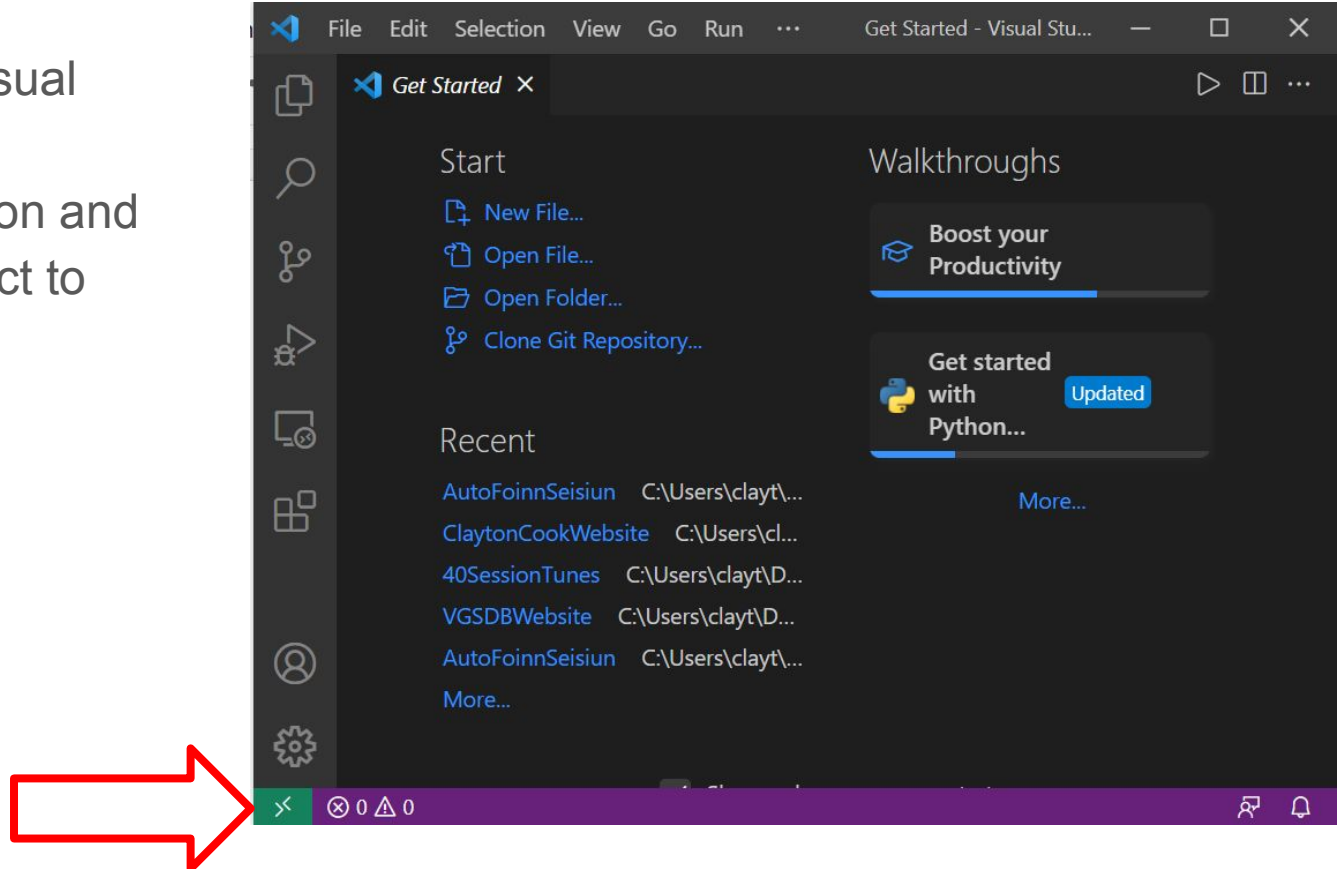 sual
on and
ct to
File Edit Selection View Go Run ··· Get Started - Visual Stu...
Get Started
Start
New File...
Open File...
Open Folder...
Clone Git Repository...
Recent
AutoFoinnSeisiun C:\Users\clayt\...
ClaytonCookWebsite C:\Users\cl...
40SessionTunes C:\Users\clayt\D...
VGSDBWebsite C:\Users\clayt\D...
AutoFoinnSeisiun C:\Users\clayt\...
More...
Walkthroughs
Boost your
Productivity
Get started
with
Python...
Updated
More...
0 0